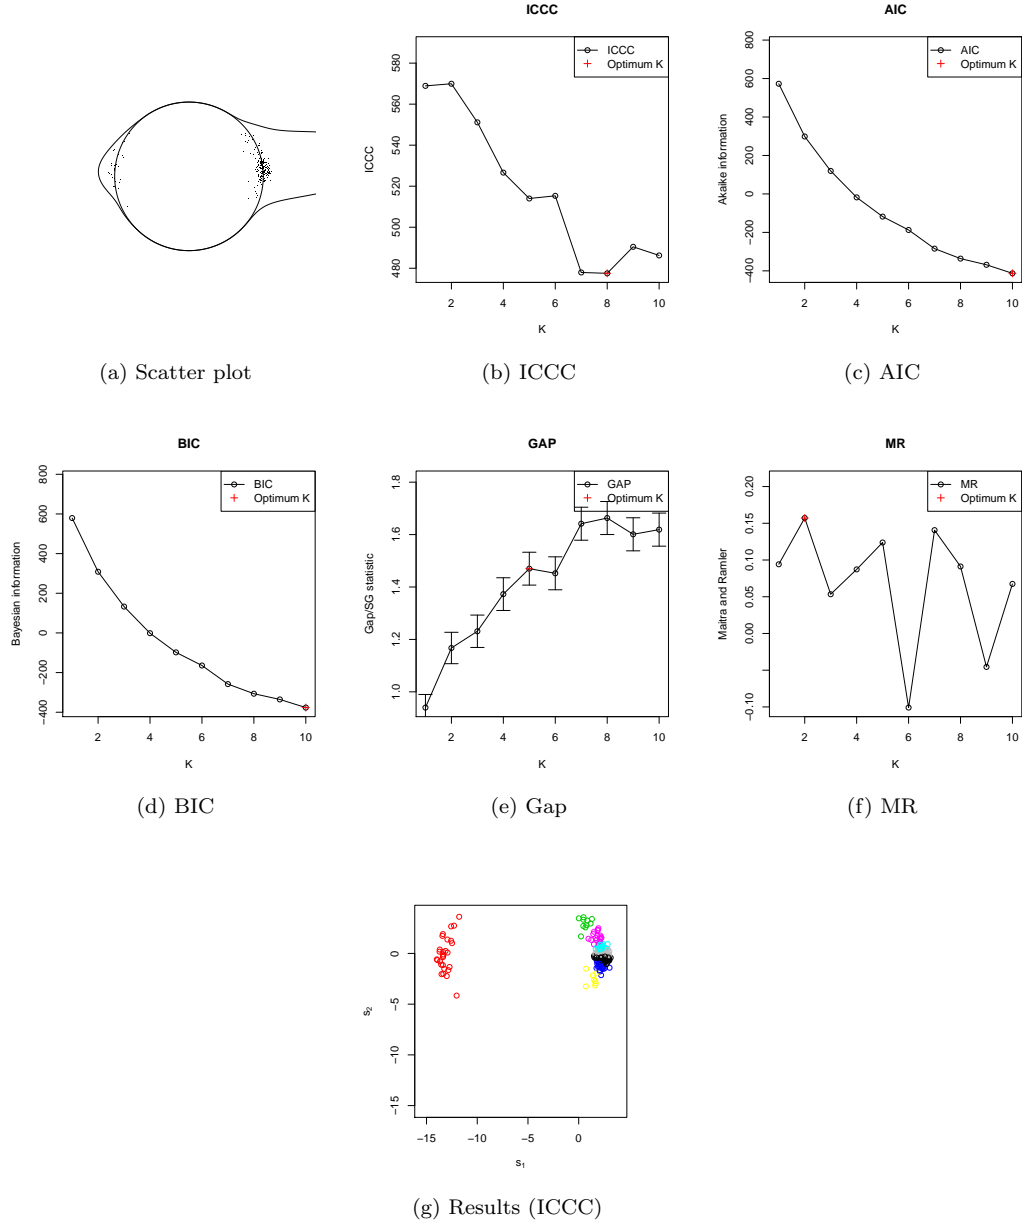 ICCC
ICCC
Optimum K
ICCC
580
560
540
520
500
480
2 4 6 8 10
K
AIC
AIC
Optimum K
Akaike information
800
600
400
200
0
−200
−400
2 4 6 8 10
K
(a) Scatter plot
(b) ICCC
(c) AIC
BIC
BIC
Optimum K
Bayesian information
800
600
400
200
0
−200
−400
2 4 6 8 10
K
GAP
GAP
Optimum K
Gap/SG statistic
1.8
1.6
1.4
1.2
1.0
2 4 6 8 10
K
MR
MR
Optimum K
Maitra and Ramler
0.20
0.15
0.10
0.05
0.00
−0.10
2 4 6 8 10
K
(d) BIC
(e) Gap
(f) MR
s₂
0
−5
−10
−15
−15 −10 −5 0
s₁
(g) Results (ICCC)